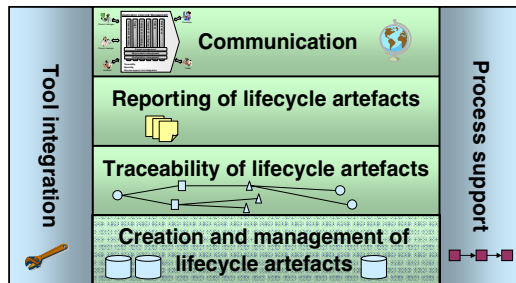 Tool integration
Communication
Reporting of lifecycle artefacts
Traceability of lifecycle artefacts
Creation and management of
lifecycle artefacts
Process support